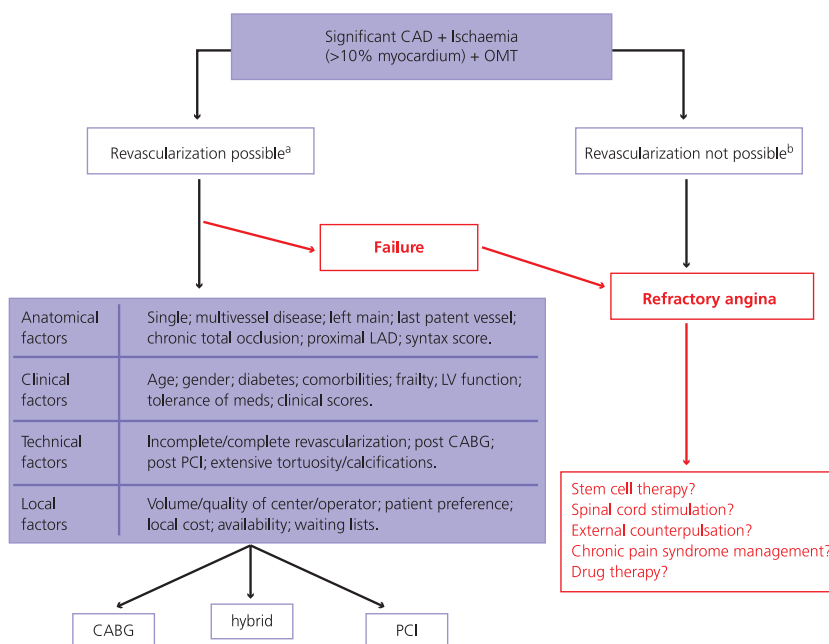 Significant CAD + Ischaemia
(>10% myocardium) + OMT
Revascularization possibleᵃ
Revascularization not possibleᵇ
Failure
Refractory angina
Anatomical
factors
Single; multivessel disease; left main; last patent vessel;
chronic total occlusion; proximal LAD; syntax score.
Clinical
factors
Age; gender; diabetes; comorbilities; frailty; LV function;
tolerance of meds; clinical scores.
Technical
factors
Incomplete/complete revascularization; post CABG;
post PCI; extensive tortuosity/calcifications.
Local
factors
Volume/quality of center/operator; patient preference;
local cost; availability; waiting lists.
Stem cell therapy?
Spinal cord stimulation?
External counterpulsation?
Chronic pain syndrome management?
Drug therapy?
CABG
hybrid
PCI